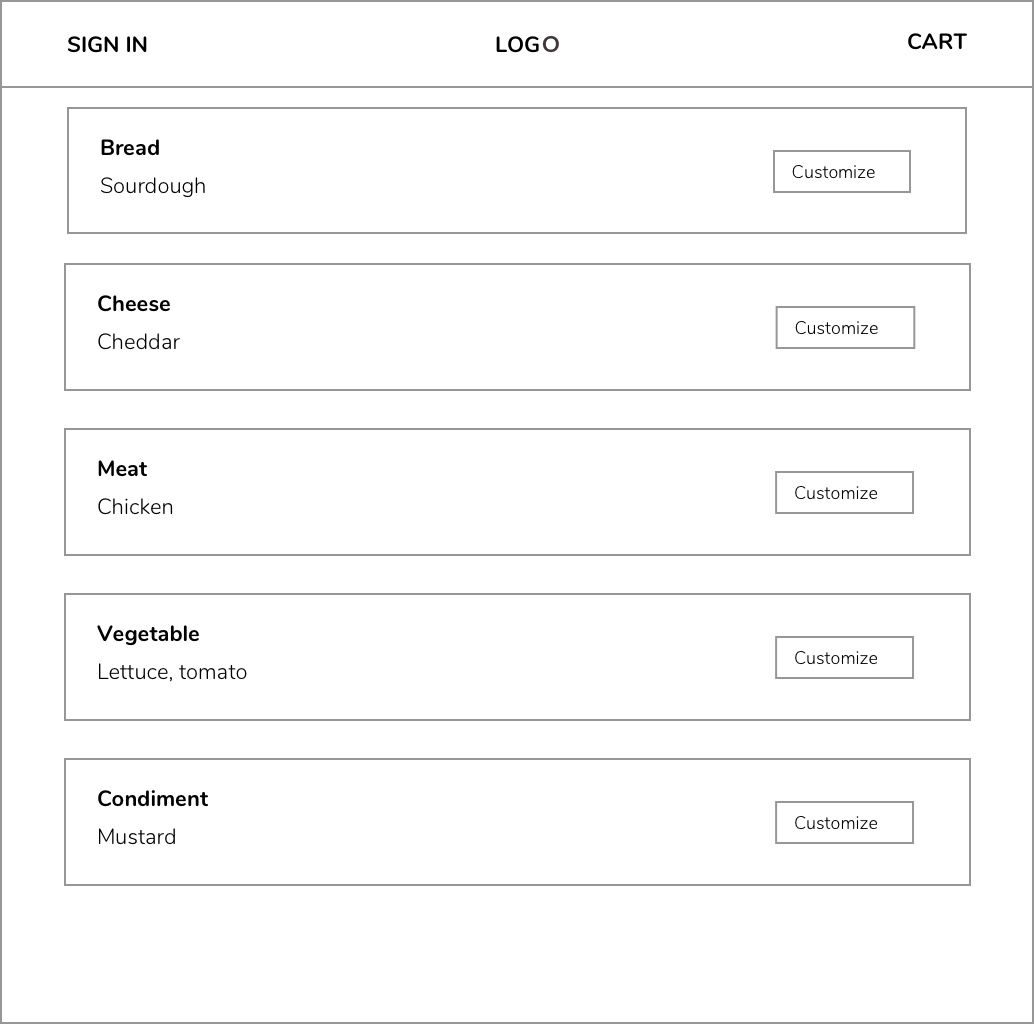 SIGN IN LOGO CART
Bread
Sourdough
Customize
Cheese
Cheddar
Customize
Meat
Chicken
Customize
Vegetable
Lettuce, tomato
Customize
Condiment
Mustard
Customize